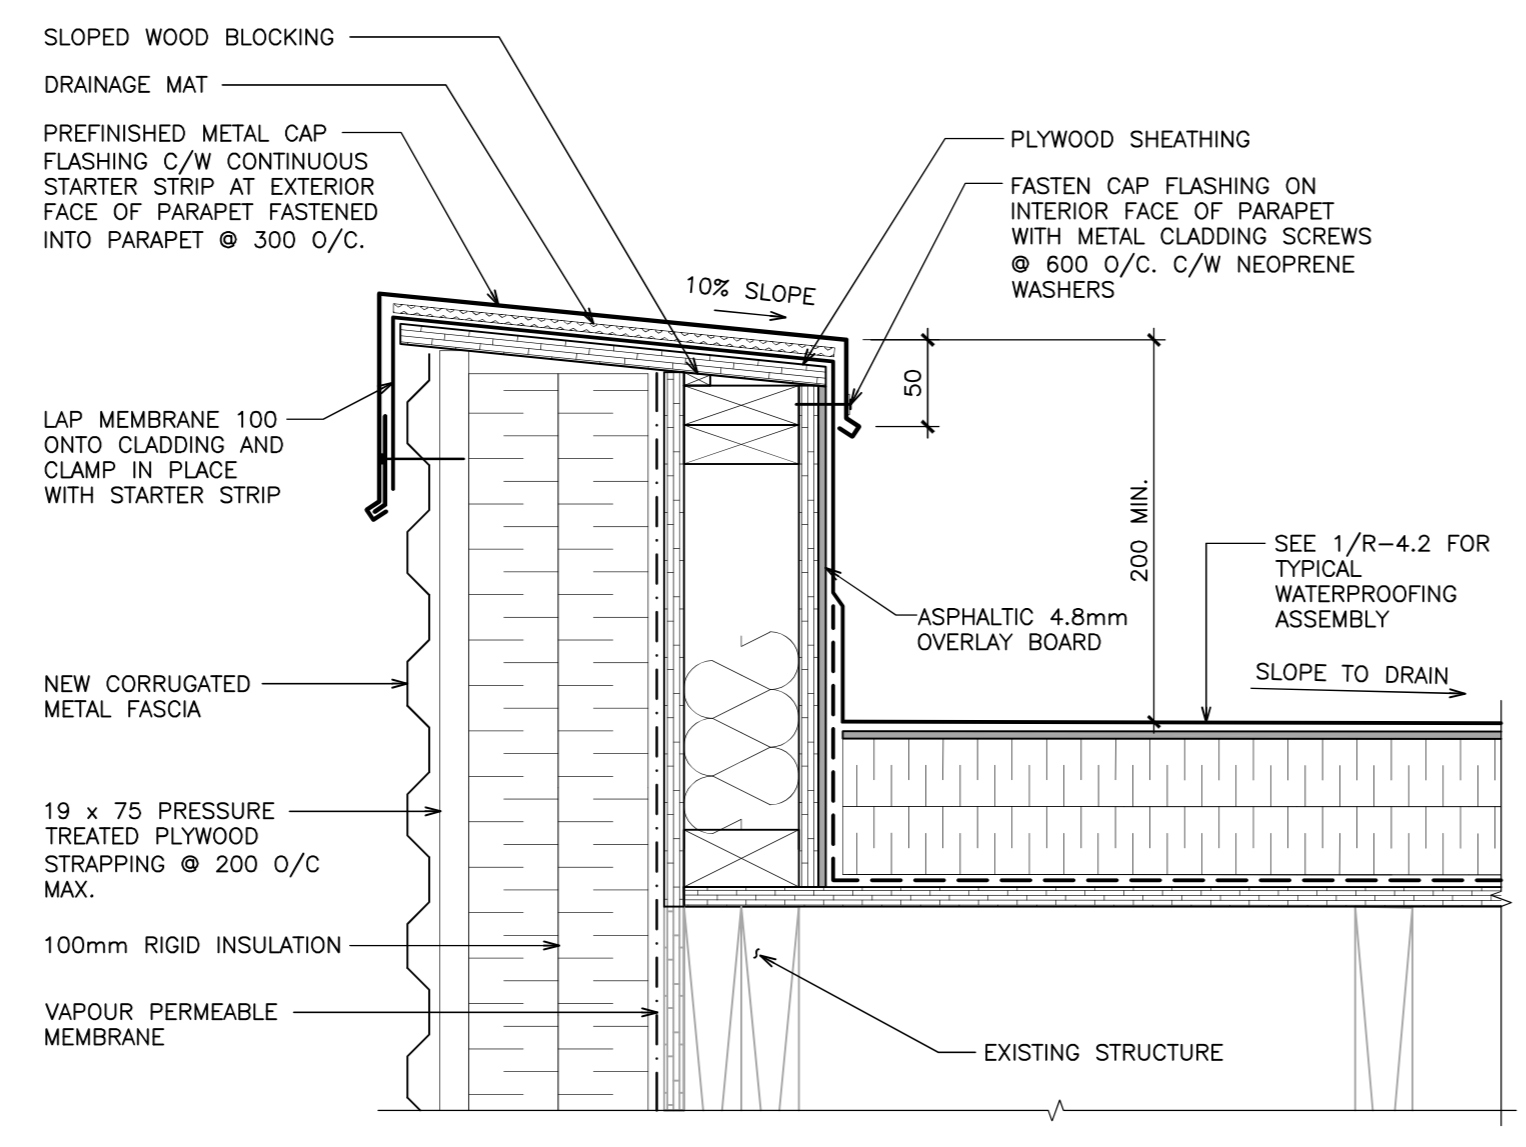 SLOPED WOOD BLOCKING
DRAINAGE MAT
PREFINISHED METAL CAP
FLASHING C/W CONTINUOUS
STARTER STRIP AT EXTERIOR
FACE OF PARAPET FASTENED
INTO PARAPET @ 300 O/C.
LAP MEMBRANE 100
ONTO CLADDING AND
CLAMP IN PLACE
WITH STARTER STRIP
NEW CORRUGATED
METAL FASCIA
19 x 75 PRESSURE
TREATED PLYWOOD
STRAPPING @ 200 O/C
MAX.
100mm RIGID INSULATION
VAPOUR PERMEABLE
MEMBRANE
10% SLOPE
PLYWOOD SHEATHING
FASTEN CAP FLASHING ON
INTERIOR FACE OF PARAPET
WITH METAL CLADDING SCREWS
@ 600 O/C. C/W NEOPRENE
WASHERS
50
200 MIN.
SEE 1/R-4.2 FOR
TYPICAL
WATERPROOFING
ASSEMBLY
ASPHALTIC 4.8mm
OVERLAY BOARD
SLOPE TO DRAIN
EXISTING STRUCTURE